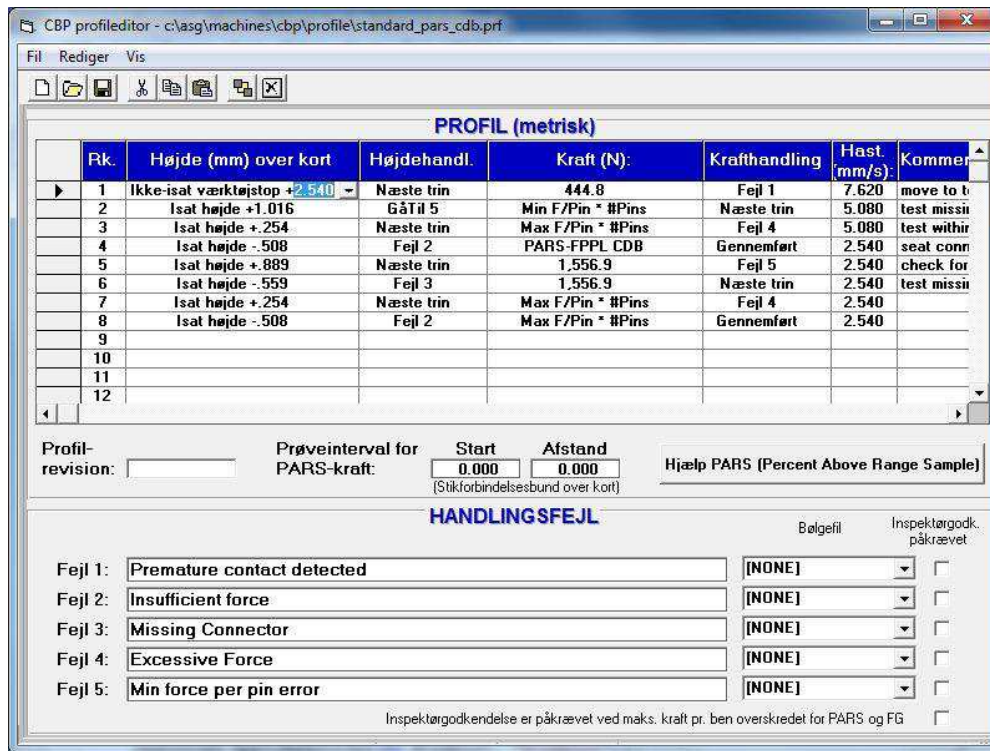 CBP profileditor - c:\asg\machines\cbp\profile\standard_pars_cdb.prf
Fil Rediger Vis
PROFIL (metrisk)
Rk. Højde (mm) over kort Højdehandl. Kraft (N): Krafthandling Hast. (mm/s): Kommer
1 Ikke-isat værktøjstop +2.540 Næste trin 444.8 Fejl 1 7.620 move to t
2 Isat højde +1.016 GåTil 5 Min F/Pin * #Pins Næste trin 5.080 test missin
3 Isat højde +.254 Næste trin Max F/Pin * #Pins Fejl 4 5.080 test within
4 Isat højde -.508 Fejl 2 PARS-FPPL CDB Gennemført 2.540 seat conn
5 Isat højde +.889 Næste trin 1,556.9 Fejl 5 2.540 check for
6 Isat højde -.559 Fejl 3 1,556.9 Næste trin 2.540 test missin
7 Isat højde +.254 Næste trin Max F/Pin * #Pins Fejl 4 2.540
8 Isat højde -.508 Fejl 2 Max F/Pin * #Pins Gennemført 2.540
9
10
11
12
Profil-revision:
Prøveinterval for PARS-kraft:
Start Afstand
0.000 0.000
(Stikforbindelsesbund over kort)
Hjælp PARS (Percent Above Range Sample)
HANDLINGSFEJL
Bølgefil Inspektørgodk. påkrævet
Fejl 1: Premature contact detected [NONE]
Fejl 2: Insufficient force [NONE]
Fejl 3: Missing Connector [NONE]
Fejl 4: Excessive Force [NONE]
Fejl 5: Min force per pin error [NONE]
Inspektørgodkendelse er påkrævet ved maks. kraft pr. ben overskredet for PARS og FG